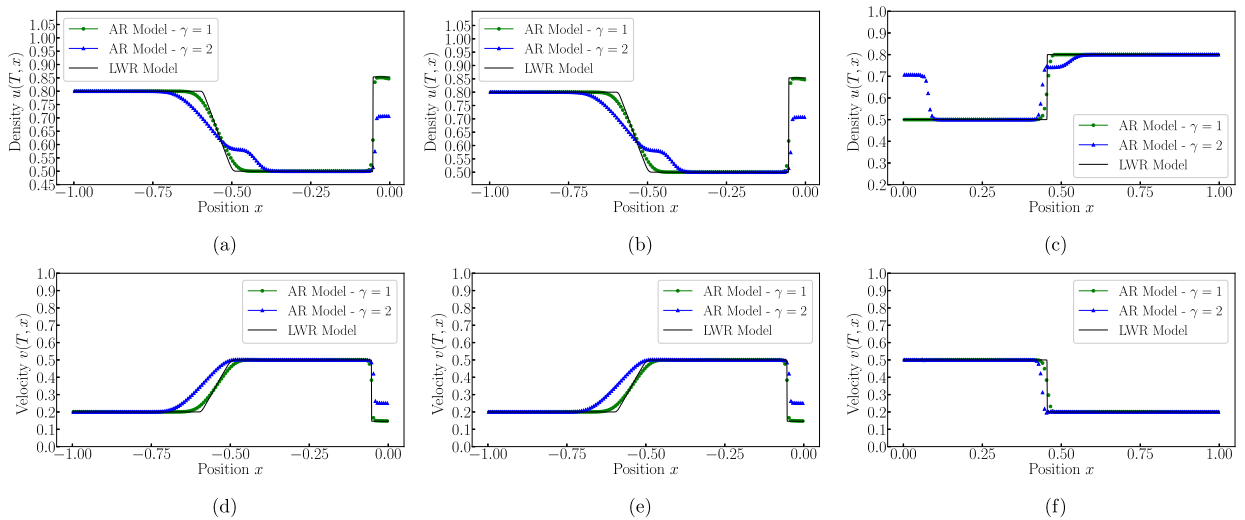 1.05
1.00
0.95
0.90
0.85
0.80
0.75
0.70
0.65
0.60
0.55
0.50
0.45
Density u(T, x)
AR Model - γ = 1
AR Model - γ = 2
LWR Model
−1.00 −0.75 −0.50 −0.25 0.00
Position x
(a)
1.05
1.00
0.95
0.90
0.85
0.80
0.75
0.70
0.65
0.60
0.55
0.50
Density u(T, x)
AR Model - γ = 1
AR Model - γ = 2
LWR Model
−1.00 −0.75 −0.50 −0.25 0.00
Position x
(b)
1.0
0.9
0.8
0.7
0.6
0.5
0.4
0.3
0.2
Density u(T, x)
AR Model - γ = 1
AR Model - γ = 2
LWR Model
0.00 0.25 0.50 0.75 1.00
Position x
(c)
1.0
0.9
0.8
0.7
0.6
0.5
0.4
0.3
0.2
0.1
0.0
Velocity v(T, x)
AR Model - γ = 1
AR Model - γ = 2
LWR Model
−1.00 −0.75 −0.50 −0.25 0.00
Position x
(d)
1.0
0.9
0.8
0.7
0.6
0.5
0.4
0.3
0.2
0.1
0.0
Velocity v(T, x)
AR Model - γ = 1
AR Model - γ = 2
LWR Model
−1.00 −0.75 −0.50 −0.25 0.00
Position x
(e)
1.0
0.9
0.8
0.7
0.6
0.5
0.4
0.3
0.2
0.1
0.0
Velocity v(T, x)
AR Model - γ = 1
AR Model - γ = 2
LWR Model
0.00 0.25 0.50 0.75 1.00
Position x
(f)